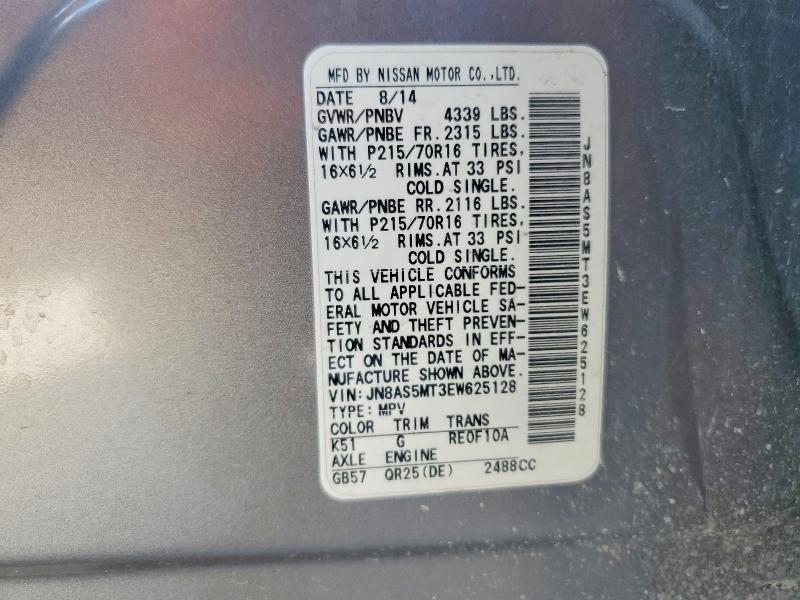 MFD BY NISSAN MOTOR CO.,LTD.
DATE 8/14
GVWR/PNBV 4339 LBS.
GAWR/PNBE FR. 2315 LBS.
WITH P215/70R16 TIRES,
16X6 1/2 RIMS.AT 33 PSI
COLD SINGLE.
GAWR/PNBE RR. 2116 LBS.
WITH P215/70R16 TIRES,
16X6 1/2 RIMS.AT 33 PSI
COLD SINGLE.
THIS VEHICLE CONFORMS
TO ALL APPLICABLE FED-
ERAL MOTOR VEHICLE SA-
FETY AND THEFT PREVEN-
TION STANDARDS IN EFF-
ECT ON THE DATE OF MA-
NUFACTURE SHOWN ABOVE.
VIN: JN8AS5MT3EW625128
TYPE: MPV
COLOR TRIM TRANS
K51 G RE0F10A
AXLE ENGINE
GB57 QR25(DE) 2488CC
JN8AS5MT3EW625128